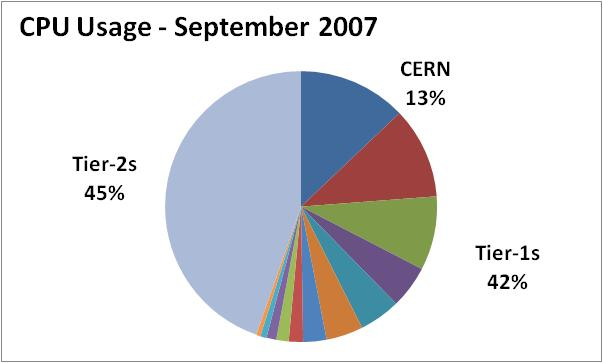 CPU Usage - September 2007
CERN
13%
Tier-2s
45%
Tier-1s
42%